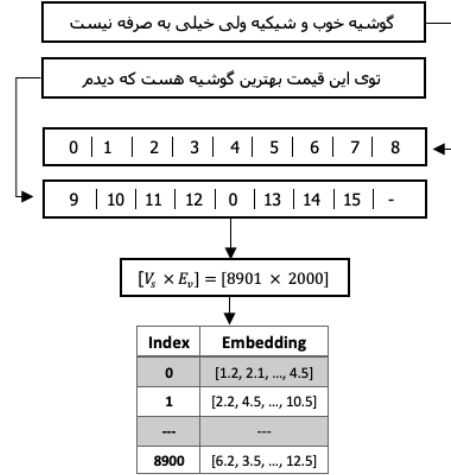 گوشیه خوب و شیکیه ولی خیلی به صرفه نیست
توی این قیمت بهترین گوشیه هست که دیدم
0 | 1 | 2 | 3 | 4 | 5 | 6 | 7 | 8
9 | 10 | 11 | 12 | 0 | 13 | 14 | 15 | -
[Vₛ × Eᵥ] = [8901 × 2000]
Index Embedding
0 [1.2, 2.1, ..., 4.5]
1 [2.2, 4.5, ..., 10.5]
--- ---
8900 [6.2, 3.5, ..., 12.5]